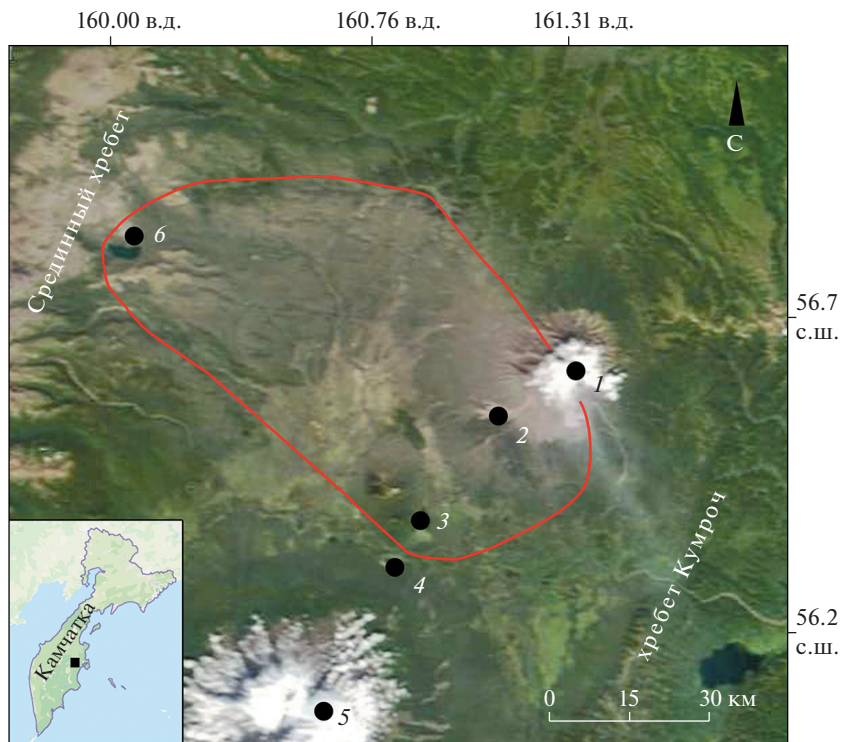 160.00 в.д.
160.76 в.д.
161.31 в.д.
Срединный хребет
С
6
56.7
с.ш.
1
2
3
4
хребет Кумроч
56.2
с.ш.
Камчатка
5
0 15 30 км